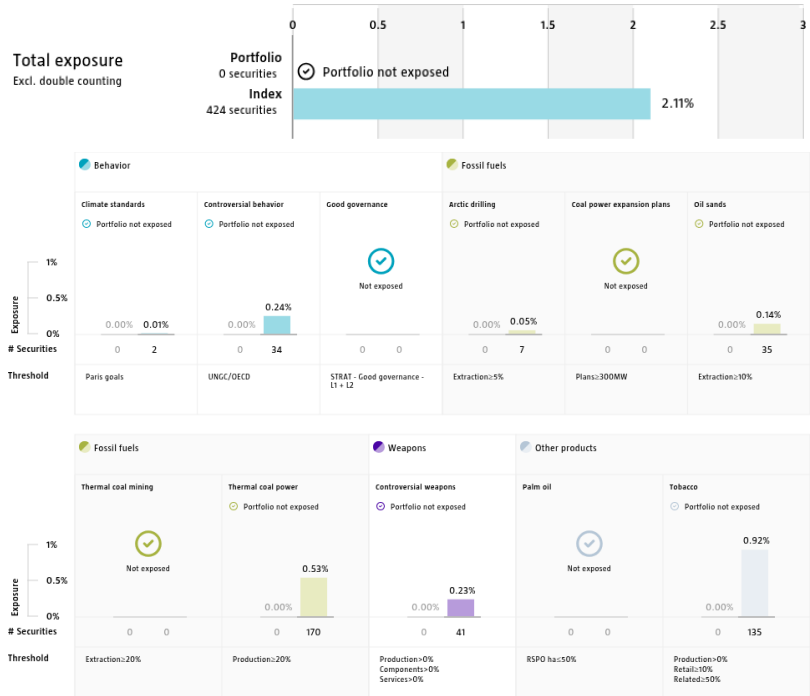 0 0.5 1 1.5 2 2.5 3
Total exposure
Excl. double counting
Portfolio
0 securities
Portfolio not exposed
Index
424 securities
2.11%
Behavior Fossil fuels
Climate standards Controversial behavior Good governance Arctic drilling Coal power expansion plans Oil sands
Portfolio not exposed Portfolio not exposed Portfolio not exposed Portfolio not exposed
Exposure
1%
0.5%
0%
Not exposed Not exposed
0.00% 0.01% 0.00% 0.24% 0.00% 0.05% 0.00% 0.14%
# Securities 0 2 0 34 0 0 0 7 0 0 0 35
Threshold Paris goals UNGC/OECD STRAT - Good governance - Extraction≥5% Plans≥300MW Extraction≥10%
L1 + L2
Fossil fuels Weapons Other products
Thermal coal mining Thermal coal power Controversial weapons Palm oil Tobacco
Portfolio not exposed Portfolio not exposed Portfolio not exposed
Exposure
1%
0.5%
0%
Not exposed Not exposed
0.00% 0.53% 0.00% 0.23% 0.00% 0.92%
# Securities 0 0 0 170 0 41 0 0 0 135
Threshold Extraction≥20% Production≥20% Production>0% RSPO ha≤50% Production>0%
Components>0% Retail≥10%
Services>0% Related≥50%